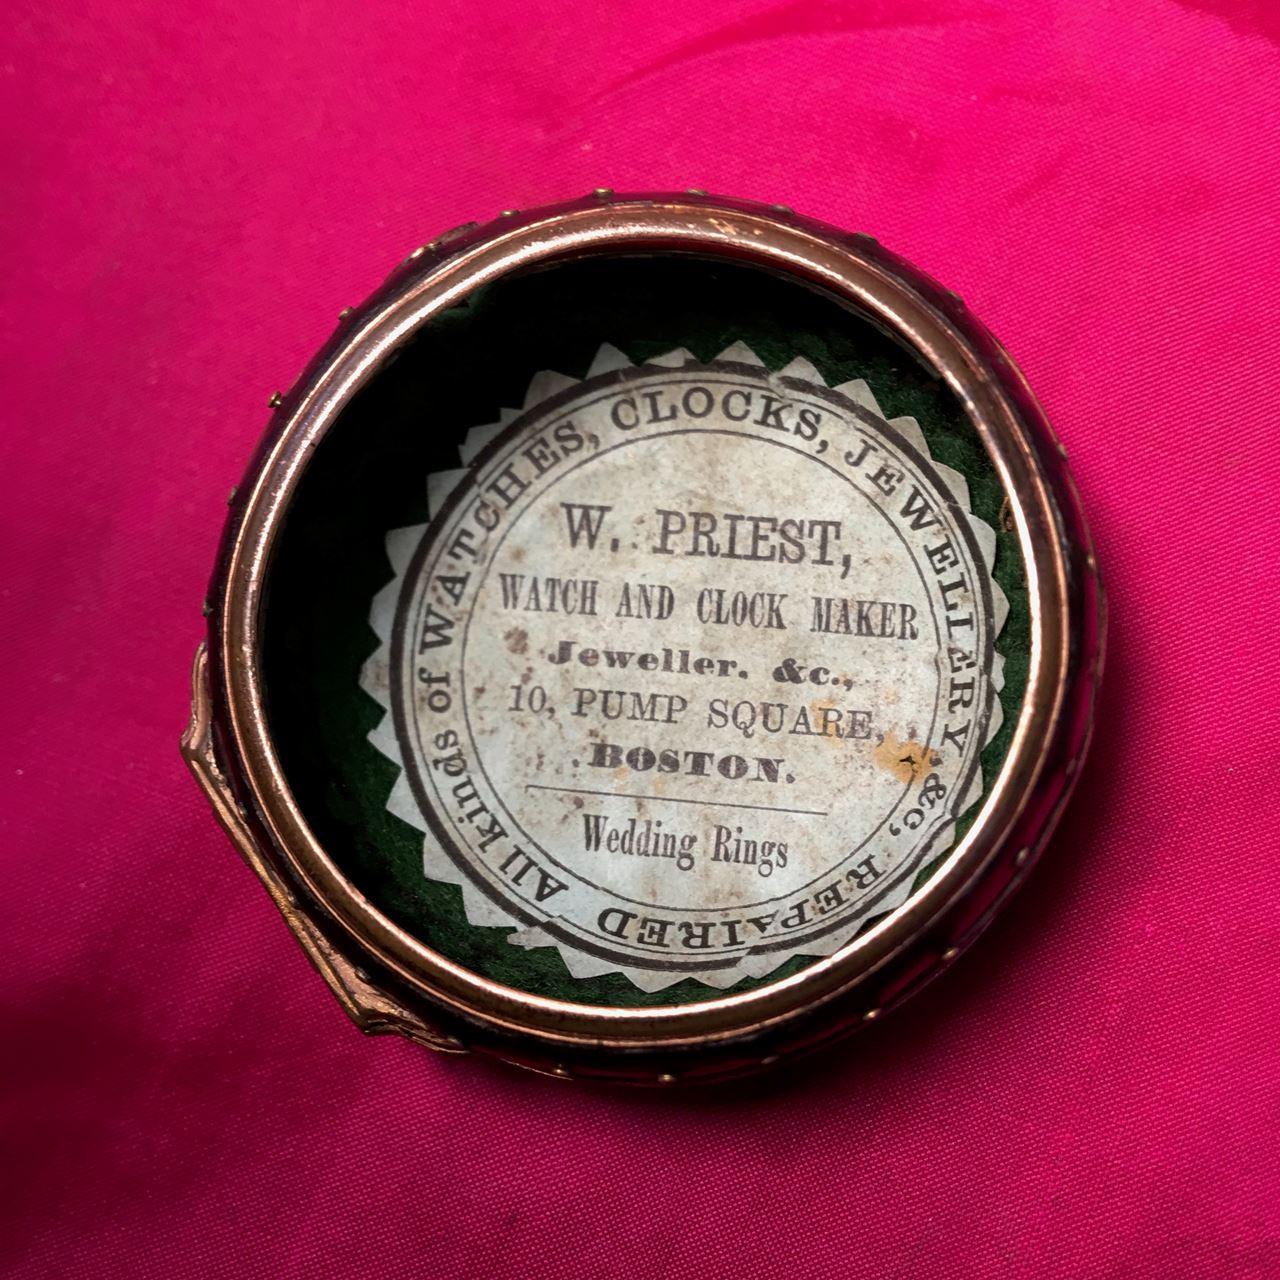 All kinds of WATCHES, CLOCKS, JEWELLERY, &c, REPAIRED
W. PRIEST,
WATCH AND CLOCK MAKER
Jeweller. &c.,
10, PUMP SQUARE,
BOSTON.
Wedding Rings